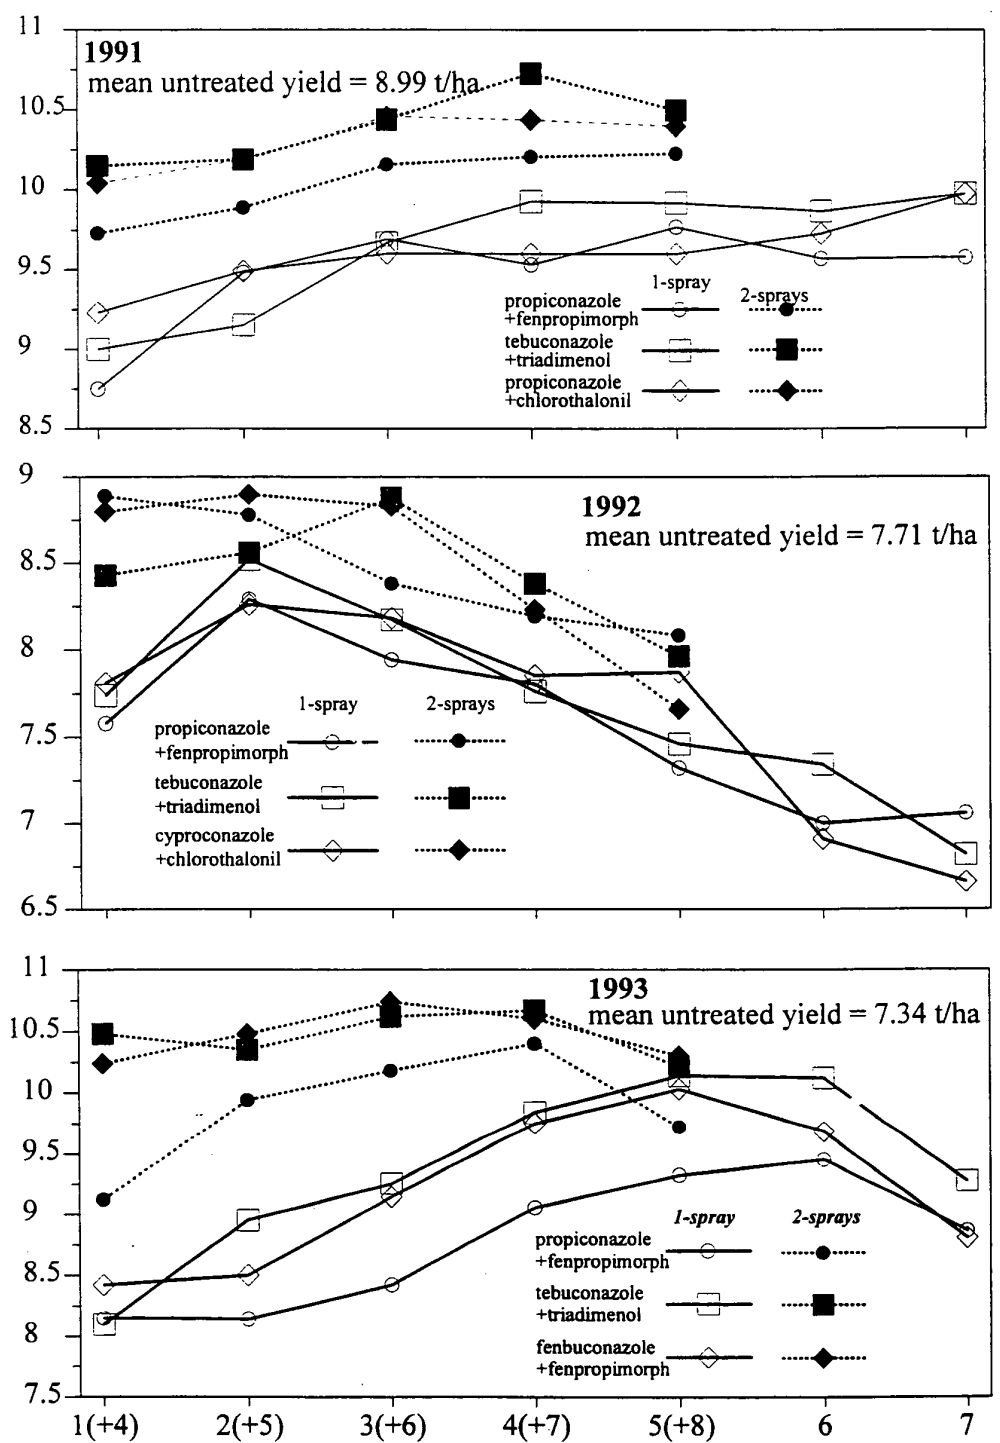 11
1991
mean untreated yield = 8.99 t/ha
10.5
10
9.5
1-spray 2-sprays
propiconazole
+fenpropimorph
9
tebuconazole
+triadimenol
propiconazole
+chlorothalonil
8.5
9
1992
mean untreated yield = 7.71 t/ha
8.5
8
1-spray 2-sprays
7.5
propiconazole
+fenpropimorph
tebuconazole
+triadimenol
7
cyproconazole
+chlorothalonil
6.5
11
1993
mean untreated yield = 7.34 t/ha
10.5
10
9.5
9
1-spray 2-sprays
propiconazole
+fenpropimorph
8.5
tebuconazole
+triadimenol
8
fenbuconazole
+fenpropimorph
7.5
1(+4) 2(+5) 3(+6) 4(+7) 5(+8) 6 7